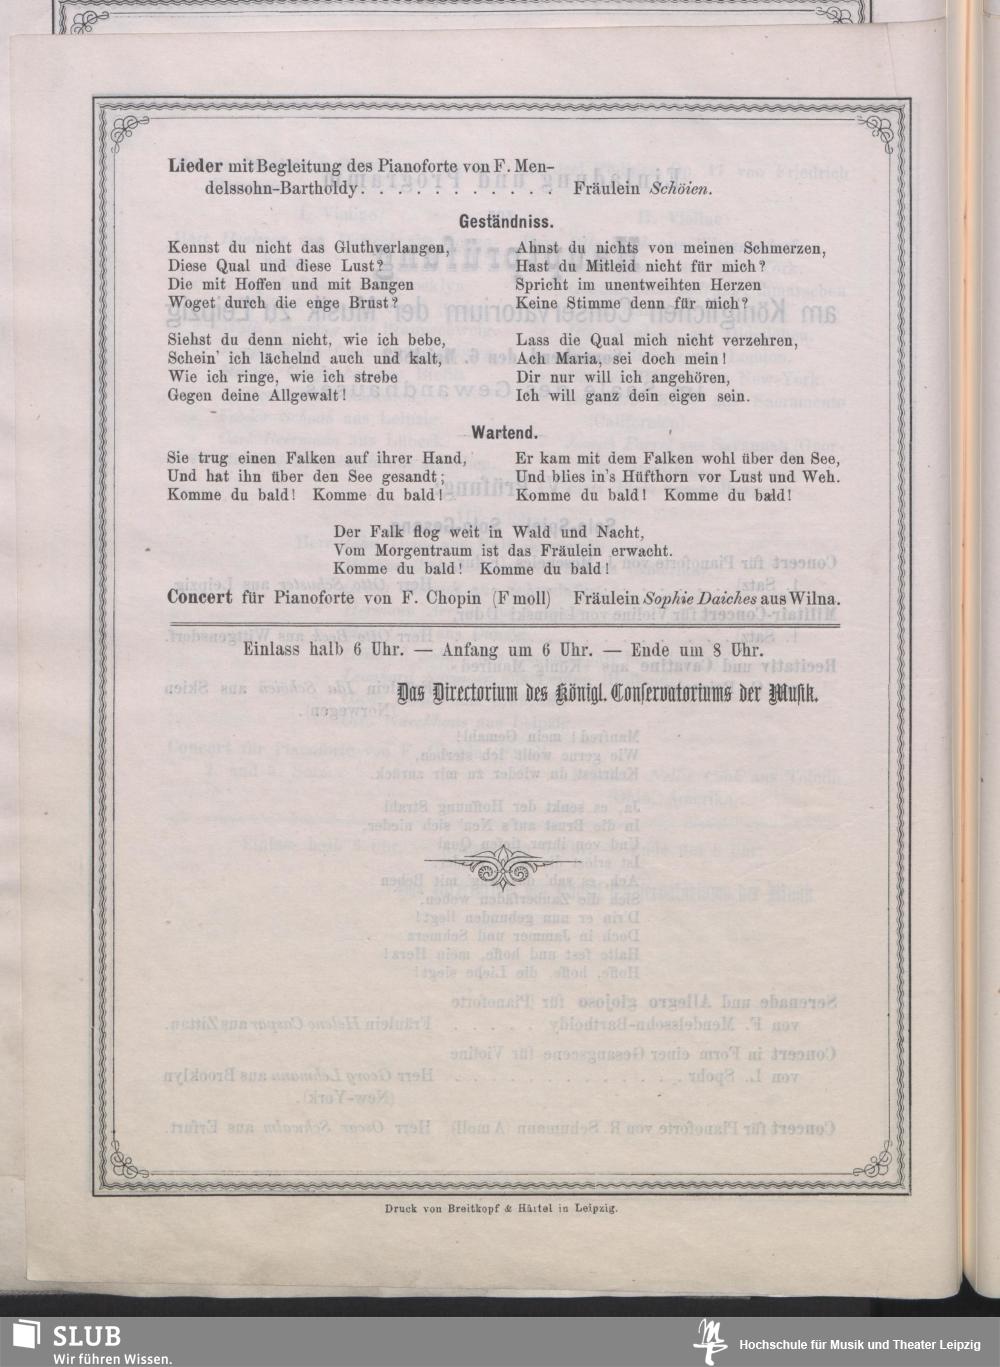 Lieder mit Begleitung des Pianoforte von F. Men-
delssohn-Bartholdy. . . . . . . . . . . . Fräulein Schöien.
Geständniss.
Kennst du nicht das Gluthverlangen,
Diese Qual und diese Lust?
Die mit Hoffen und mit Bangen
Woget durch die enge Brust?
Siehst du denn nicht, wie ich bebe,
Schein' ich lächelnd auch und kalt,
Wie ich ringe, wie ich strebe
Gegen deine Allgewalt!
Ahnst du nichts von meinen Schmerzen,
Hast du Mitleid nicht für mich?
Spricht im unentweihten Herzen
Keine Stimme denn für mich?
Lass die Qual mich nicht verzehren,
Ach Maria, sei doch mein!
Dir nur will ich angehören,
Ich will ganz dein eigen sein.
Wartend.
Sie trug einen Falken auf ihrer Hand,
Und hat ihn über den See gesandt;
Komme du bald! Komme du bald!
Er kam mit dem Falken wohl über den See,
Und blies in's Hüfthorn vor Lust und Weh.
Komme du bald! Komme du bald!
Der Falk flog weit in Wald und Nacht,
Vom Morgentraum ist das Fräulein erwacht.
Komme du bald! Komme du bald!
Concert für Pianoforte von F. Chopin (F moll) Fräulein Sophie Daiches aus Wilna.
Einlass halb 6 Uhr. — Anfang um 6 Uhr. — Ende um 8 Uhr.
Das Directorium des Königl. Conservatoriums der Musik.
Druck von Breitkopf & Härtel in Leipzig.
SLUB
Wir führen Wissen.
Hochschule für Musik und Theater Leipzig